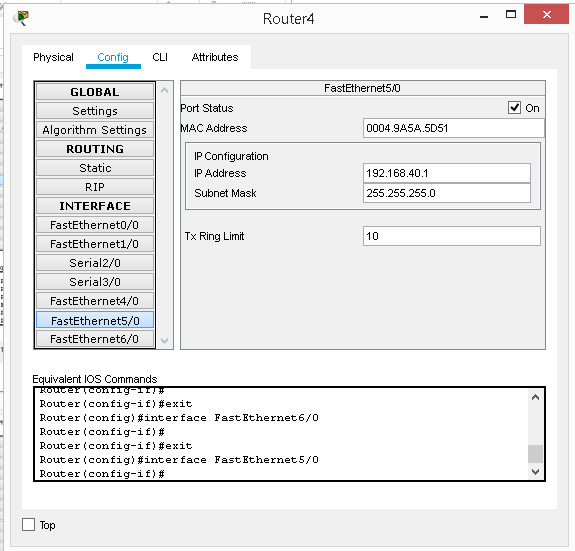 Router4
Physical Config CLI Attributes
GLOBAL
Settings
Algorithm Settings
ROUTING
Static
RIP
INTERFACE
FastEthernet0/0
FastEthernet1/0
Serial2/0
Serial3/0
FastEthernet4/0
FastEthernet5/0
FastEthernet6/0
FastEthernet5/0
Port Status On
MAC Address 0004.9A5A.5D51
IP Configuration
IP Address 192.168.40.1
Subnet Mask 255.255.255.0
Tx Ring Limit 10
Equivalent IOS Commands
Router(config-if)#
Router(config-if)#exit
Router(config)#interface FastEthernet6/0
Router(config-if)#
Router(config-if)#exit
Router(config)#interface FastEthernet5/0
Router(config-if)#
Top